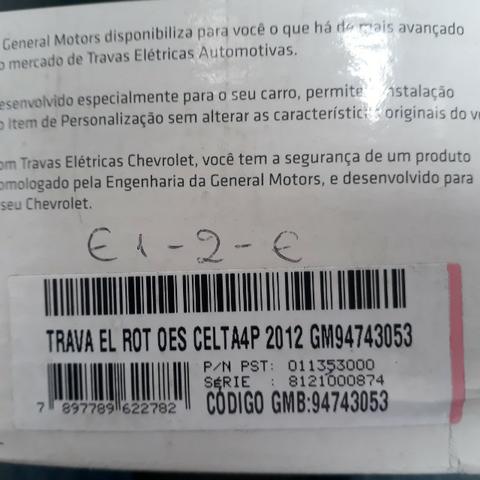 General Motors disponibiliza para você o que há de mais avançado
o mercado de Travas Elétricas Automotivas.
esenvolvido especialmente para o seu carro, permite instalação
o Item de Personalização sem alterar as característic originais do v
om Travas Elétricas Chevrolet, você tem a segurança de um produto
omologado pela Engenharia da General Motors, e desenvolvido para
seu Chevrolet.
E 1 - 2 - E
TRAVA EL ROT OES CELTA4P 2012 GM94743053
P/N PST: 011353000
SÉRIE : 8121000874
CÓDIGO GMB:94743053
7 897789 622782